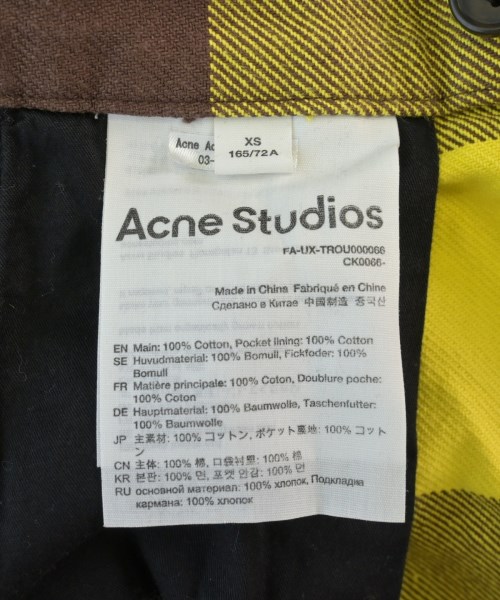 Acne
03-
XS
165/72A
Acne Studios
FA-UX-TROU000066
CK0066-
Made in China Fabriqué en Chine
Сделано в Китае 中国制造 중국산
EN Main: 100% Cotton, Pocket lining: 100% Cotton
SE Huvudmaterial: 100% Bomull, Fickfoder: 100%
Bomull
FR Matière principale: 100% Coton, Doublure poche:
100% Coton
DE Hauptmaterial: 100% Baumwolle, Taschenfutter:
100% Baumwolle
JP 主素材: 100% コットン, ポケット裏地: 100% コット
ン
CN 主体: 100% 棉, 口袋衬里: 100% 棉
KR 본판: 100% 면, 포켓 안감: 100% 면
RU основной материал: 100% хлопок, Подкладка
кармана: 100% хлопок